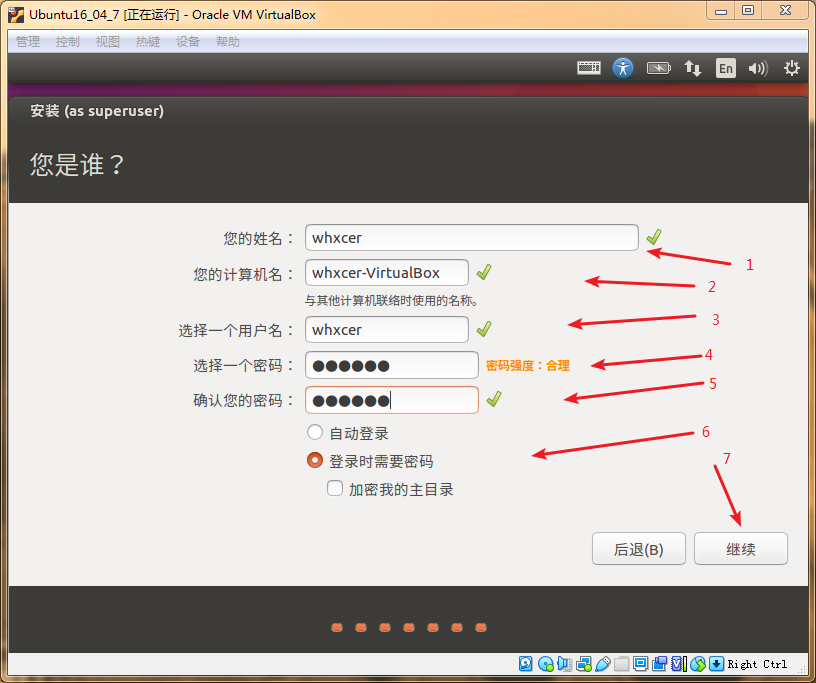 Ubuntu16_04_7 [正在运行] - Oracle VM VirtualBox
管理 控制 视图 热键 设备 帮助
En
安装 (as superuser)
您是谁？
您的姓名： whxcer
1
您的计算机名： whxcer-VirtualBox
2
与其他计算机联络时使用的名称。
3
选择一个用户名： whxcer
4
选择一个密码： ●●●●●● 密码强度：合理
5
确认您的密码： ●●●●●●
自动登录
6
登录时需要密码
7
加密我的主目录
后退(B) 继续
Right Ctrl